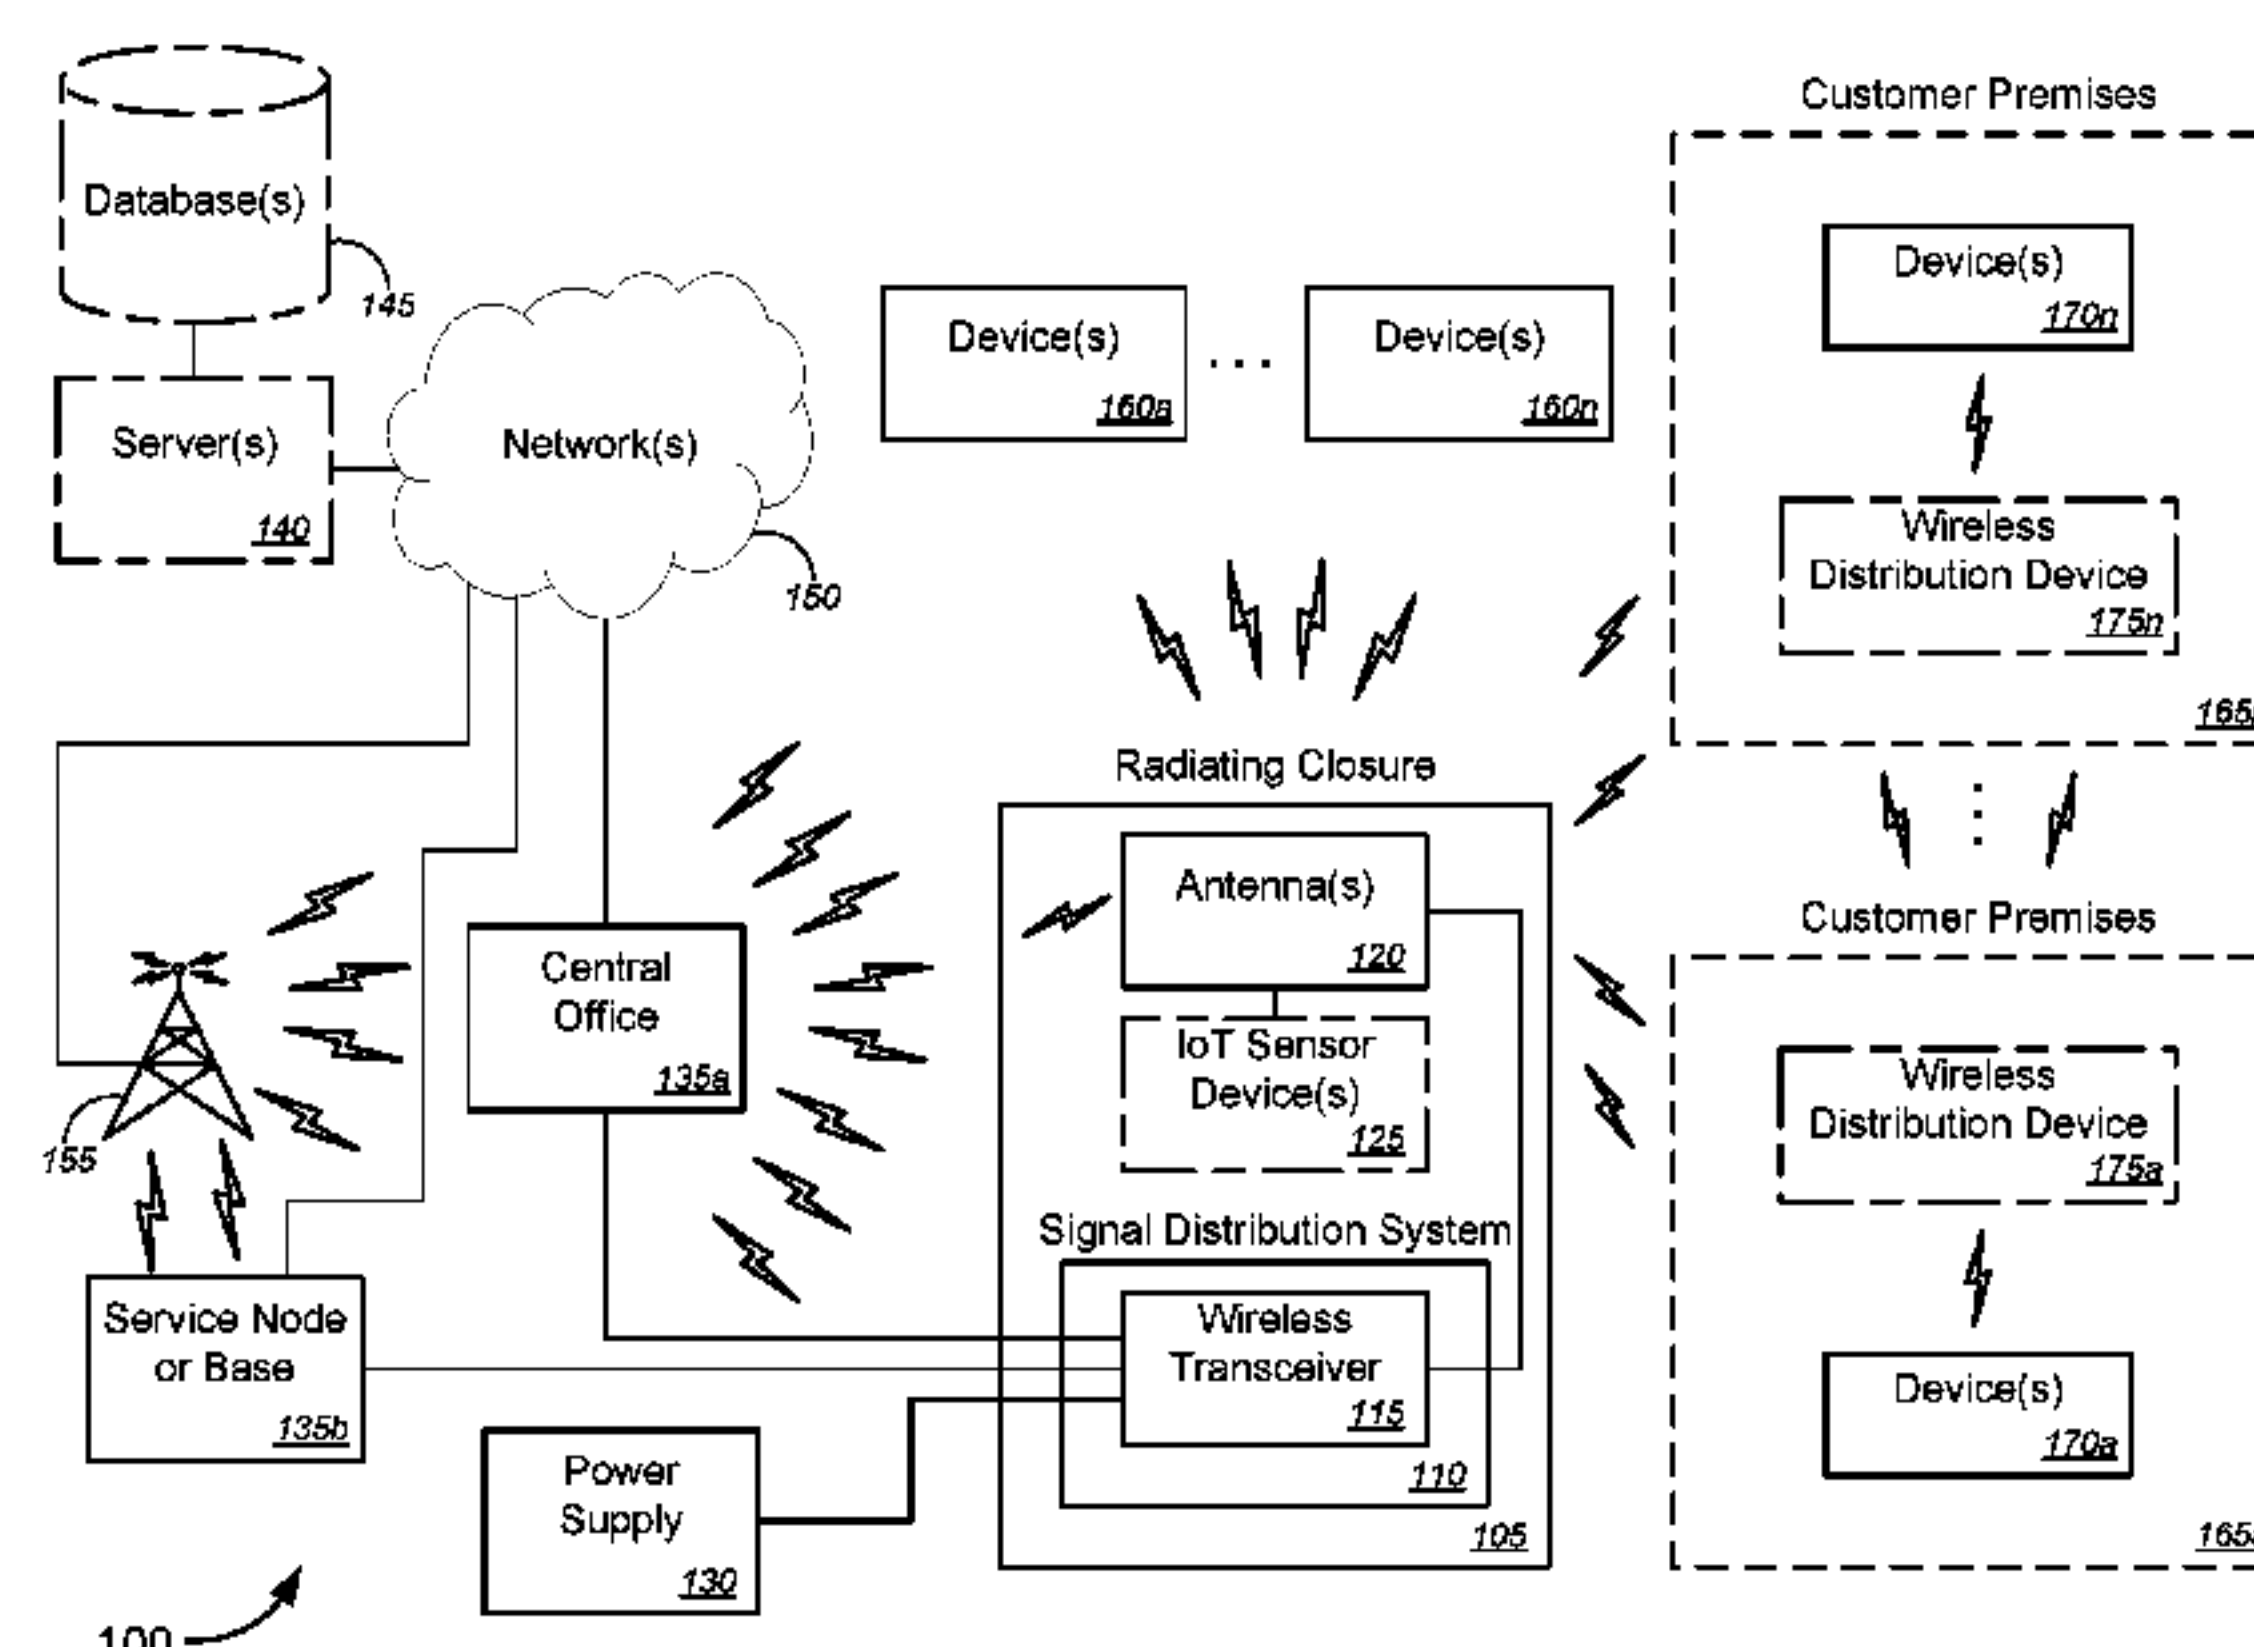 Database(s)
145
Server(s)
140
Network(s)
150
Device(s)
160a
. . .
Device(s)
160n
Customer Premises
Device(s)
170n
Wireless
Distribution Device
175n
165
Radiating Closure
Antenna(s)
120
IoT Sensor
Device(s)
125
Signal Distribution System
Wireless
Transceiver
115
110
105
Central
Office
135a
155
Service Node
or Base
135b
Power
Supply
130
Customer Premises
Wireless
Distribution Device
175a
Device(s)
170a
165
100